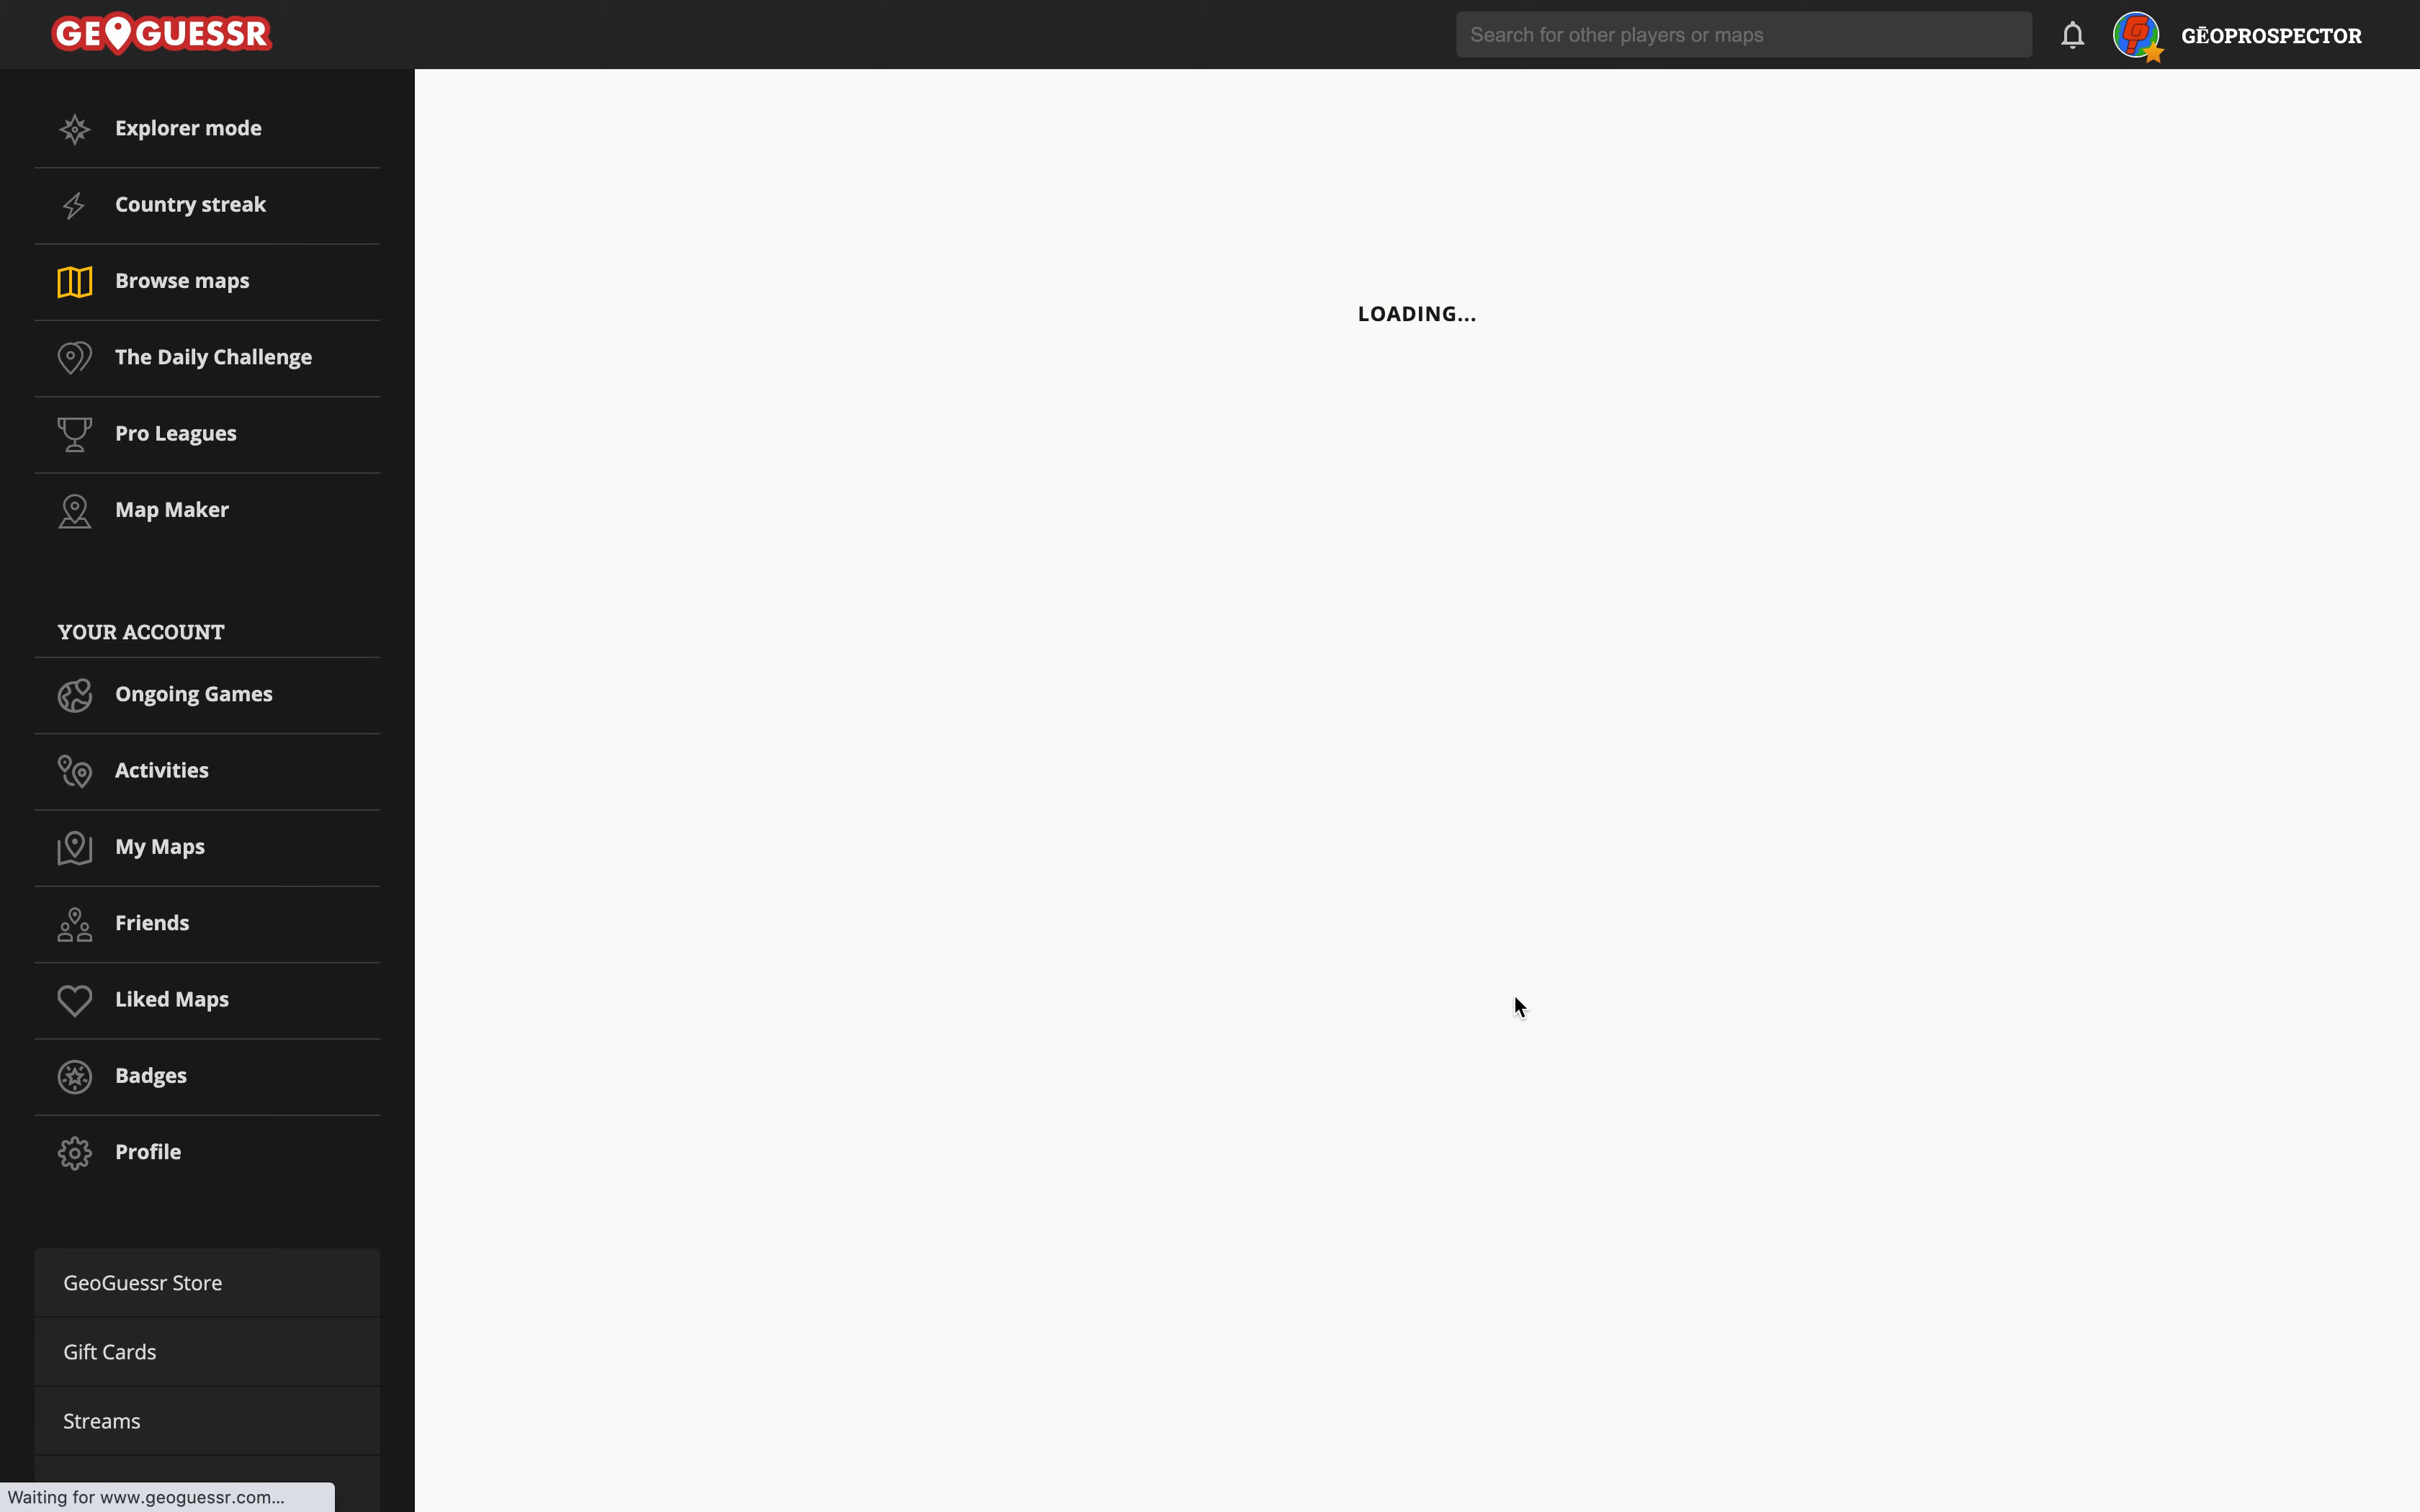 GEOGUESSR
Search for other players or maps
GĒOPROSPECTOR
Explorer mode
Country streak
Browse maps
The Daily Challenge
Pro Leagues
Map Maker
LOADING...
YOUR ACCOUNT
Ongoing Games
Activities
My Maps
Friends
Liked Maps
Badges
Profile
GeoGuessr Store
Gift Cards
Streams
Waiting for www.geoguessr.com...